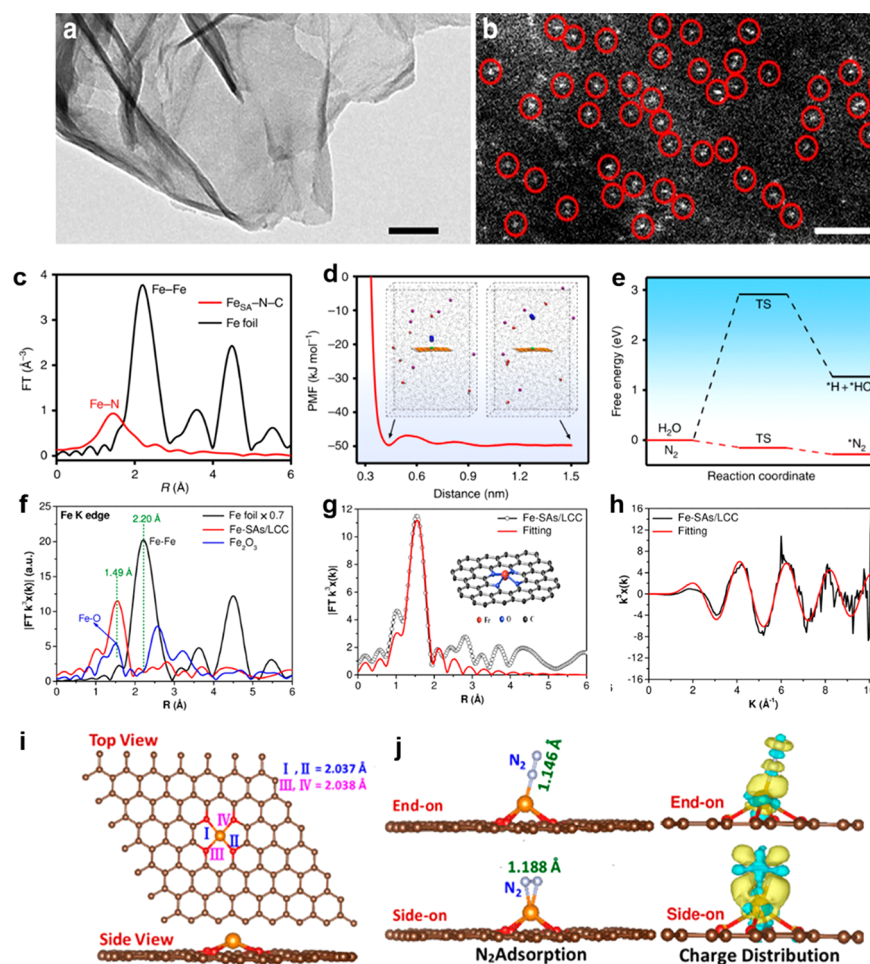 a
b
c
Fe–Fe
FeSA–N–C
Fe foil
Fe–N
FT (Å−3)
4
3
2
1
0
0 1 2 3 4 5 6
R (Å)
d
PMF (kJ mol−1)
0
−10
−20
−30
−40
−50
0.3 0.6 0.9 1.2 1.5
Distance (nm)
e
Free energy (eV)
3
2
1
0
TS
*H + *HO
H2O
N2
TS
*N2
Reaction coordinate
f
Fe K edge
2.20 Å
Fe foil × 0.7
Fe-SAs/LCC
Fe2O3
Fe-Fe
1.49 Å
Fe-O
|FT k3x(k)| (a.u.)
25
20
15
10
5
0
0 1 2 3 4 5 6
R (Å)
g
Fe-SAs/LCC
Fitting
Fe O C
|FT k3x(k)|
12
10
8
6
4
2
0
0 1 2 3 4 5 6
R (Å)
h
Fe-SAs/LCC
Fitting
k3x(k)
16
12
8
4
0
-4
-8
-12
-16
0 2 4 6 8 10
K (Å-1)
i
Top View
I , II = 2.037 Å
III, IV = 2.038 Å
IV
I
II
III
Side View
j
N2
1.146 Å
End-on
End-on
1.188 Å
N2
Side-on
Side-on
N2Adsorption
Charge Distribution